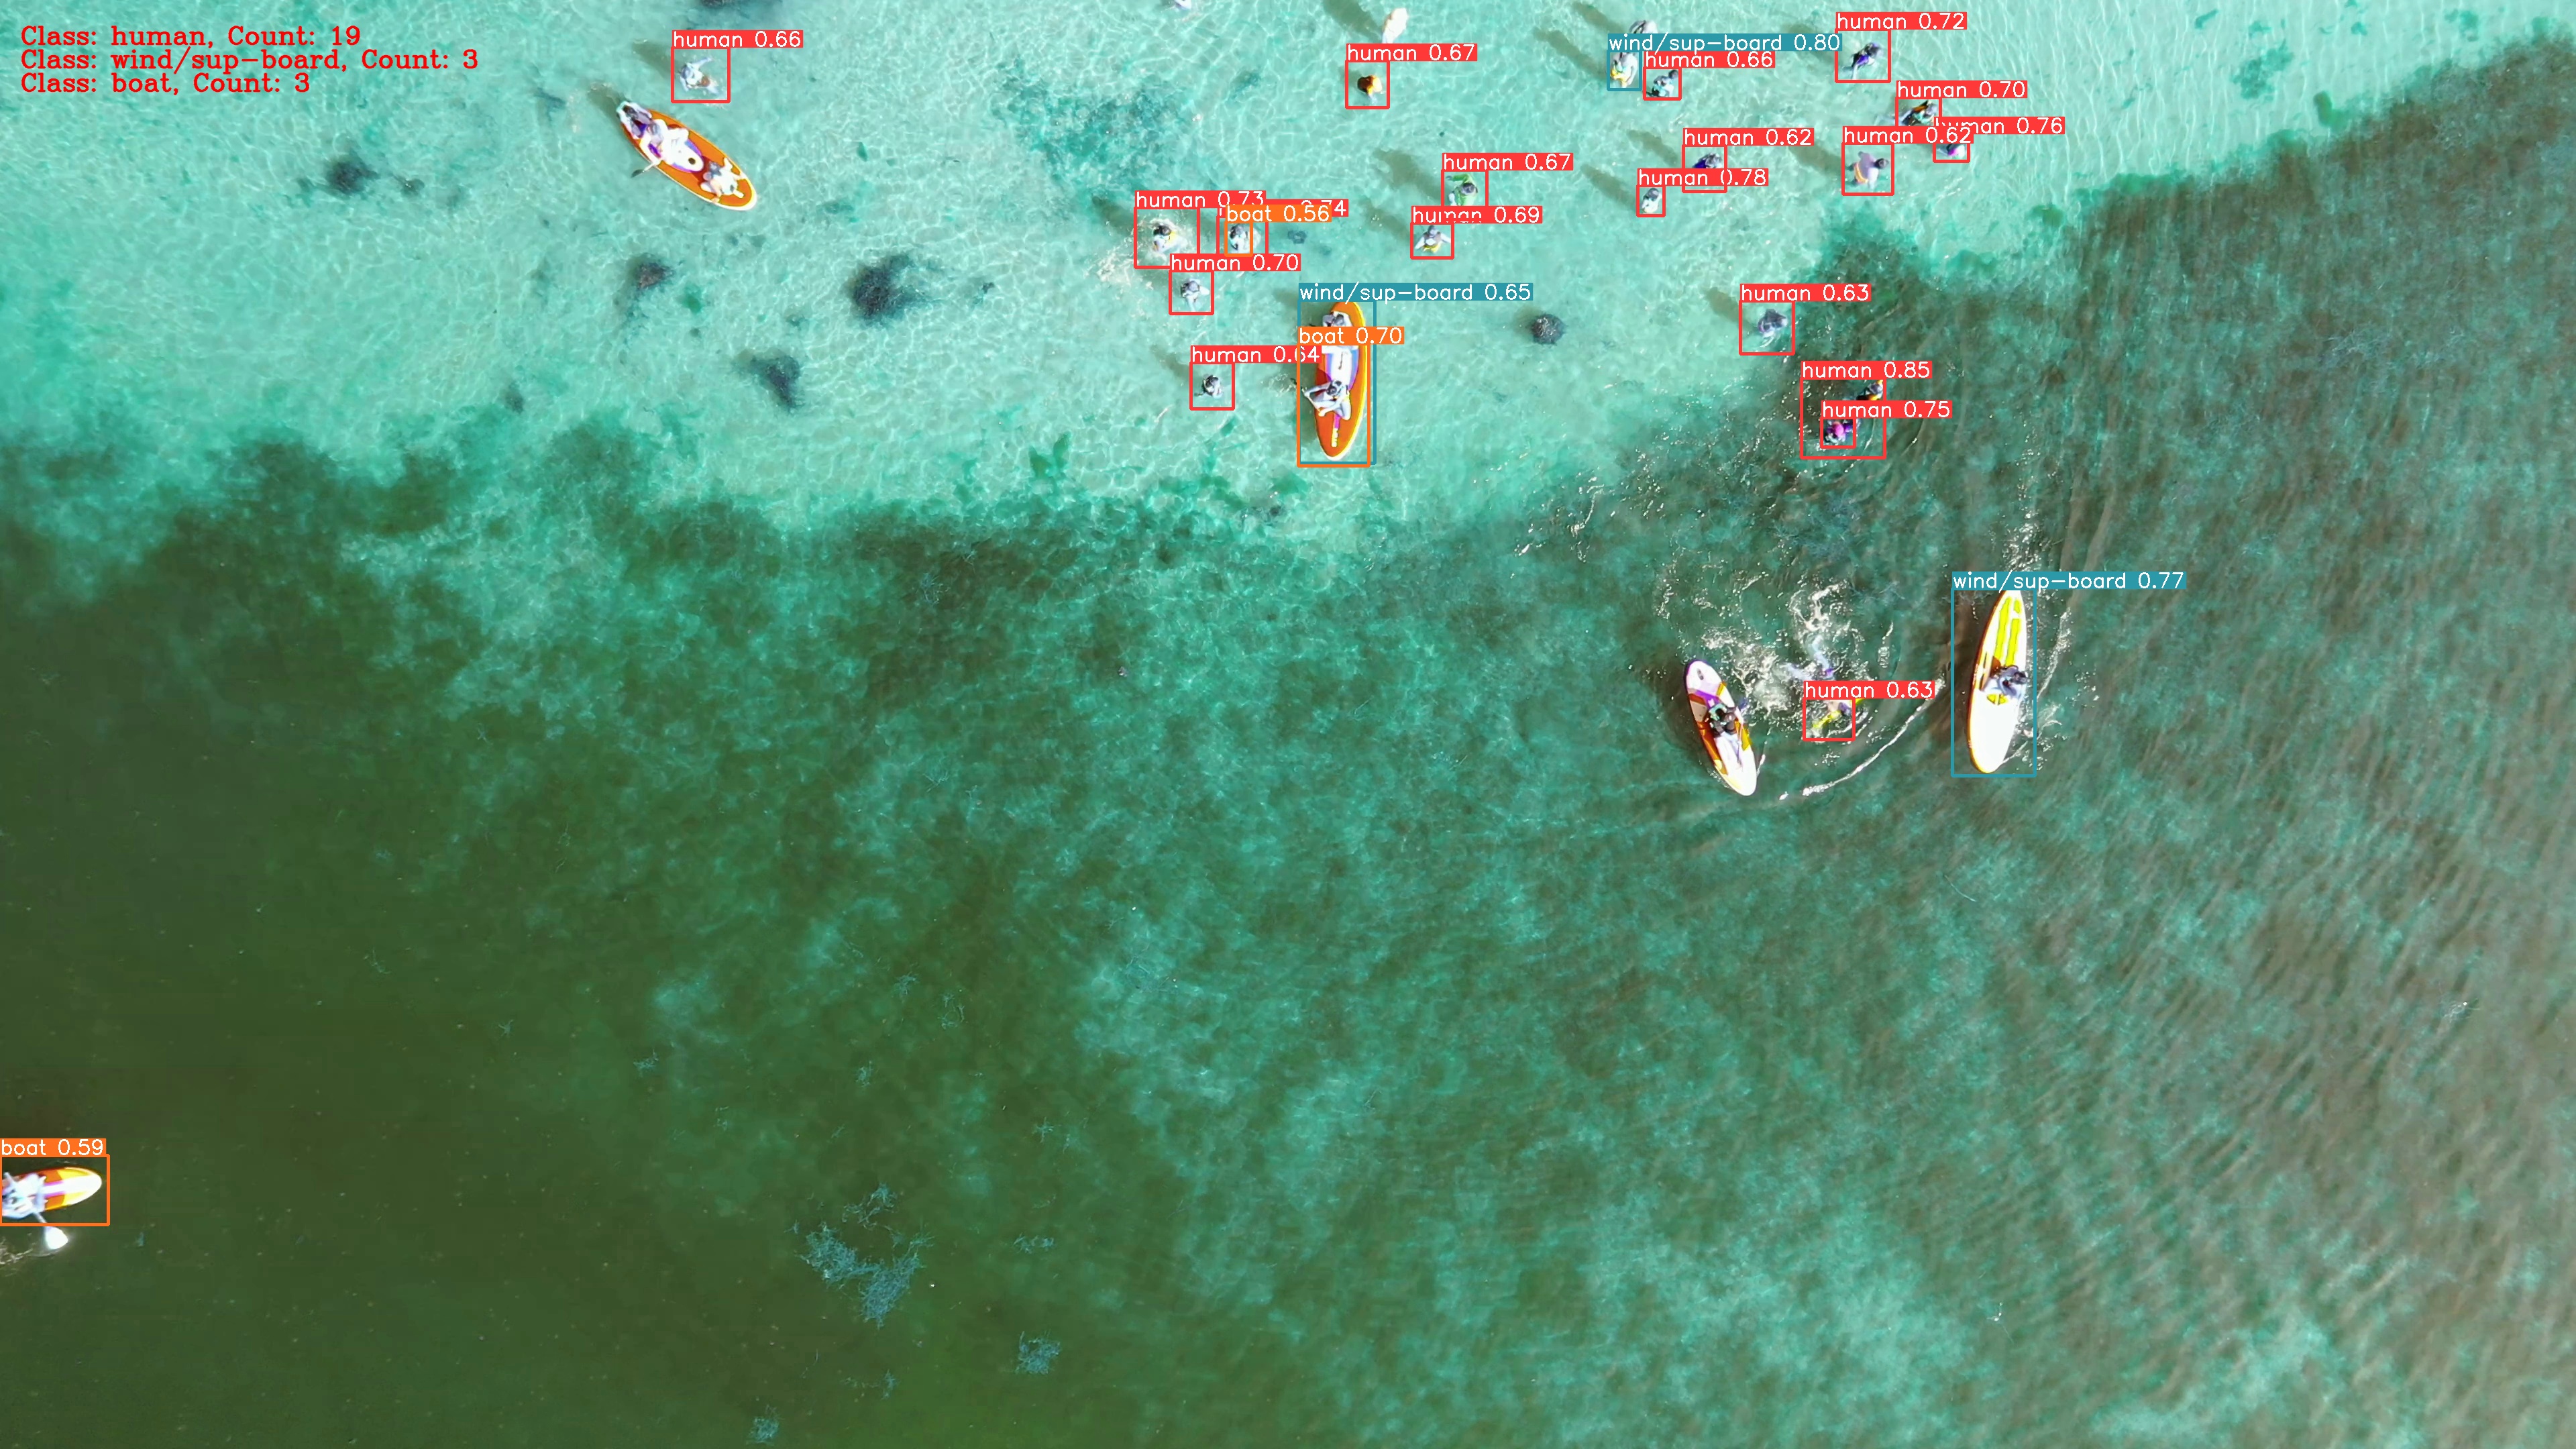 Class: human, Count: 19
Class: wind/sup-board, Count: 3
Class: boat, Count: 3
human 0.66
human 0.67
wind/sup-board 0.80
human 0.66
human 0.72
human 0.70
human 0.76
human 0.62
human 0.62
human 0.78
human 0.67
human 0.69
human 0.73
boat 0.56
human 0.70
wind/sup-board 0.65
boat 0.70
human 0.64
human 0.63
human 0.85
human 0.75
wind/sup-board 0.77
human 0.63
boat 0.59